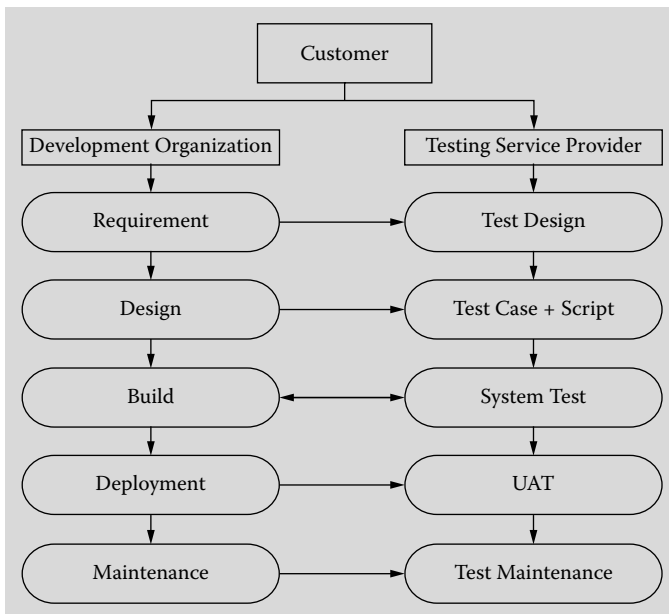 Customer
Development Organization
Testing Service Provider
Requirement
Test Design
Design
Test Case + Script
Build
System Test
Deployment
UAT
Maintenance
Test Maintenance